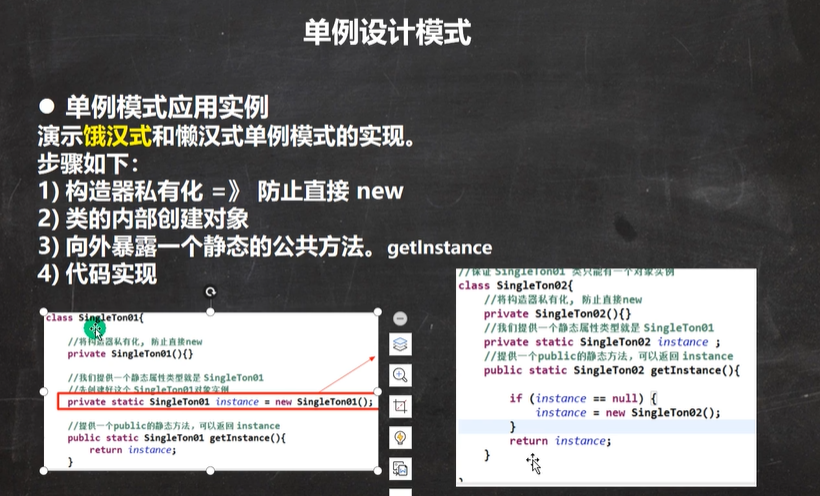 单例设计模式
● 单例模式应用实例
演示饿汉式和懒汉式单例模式的实现。
步骤如下：
1) 构造器私有化 =》 防止直接 new
2) 类的内部创建对象
3) 向外暴露一个静态的公共方法。getInstance
4) 代码实现
class SingleTon01{
//将构造器私有化, 防止直接new
private SingleTon01(){}
//我们提供一个静态属性类型就是 SingleTon01
//先创建好这个 SingleTon01对象实例
private static SingleTon01 instance = new SingleTon01();
//提供一个public的静态方法，可以返回 instance
public static SingleTon01 getInstance(){
return instance;
}
//保证 SingleTon01 类只能有一个对象实例
class SingleTon02{
//将构造器私有化, 防止直接new
private SingleTon02(){}
//我们提供一个静态属性类型就是 SingleTon01
private static SingleTon02 instance ;
//提供一个public的静态方法，可以返回 instance
public static SingleTon02 getInstance(){
if (instance == null) {
instance = new SingleTon02();
}
return instance;
}